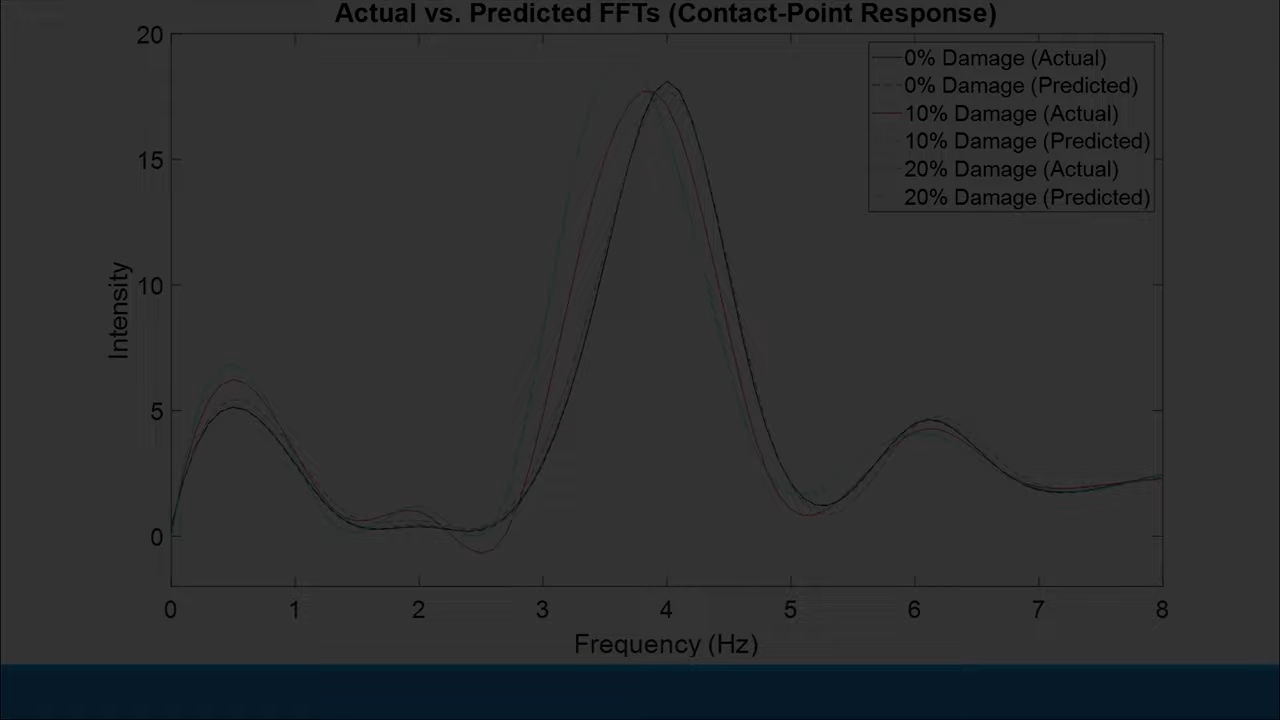 Actual vs. Predicted FFTs (Contact-Point Response)
20
15
10
5
0
Intensity
0% Damage (Actual)
0% Damage (Predicted)
10% Damage (Actual)
10% Damage (Predicted)
20% Damage (Actual)
20% Damage (Predicted)
0 1 2 3 4 5 6 7 8
Frequency (Hz)